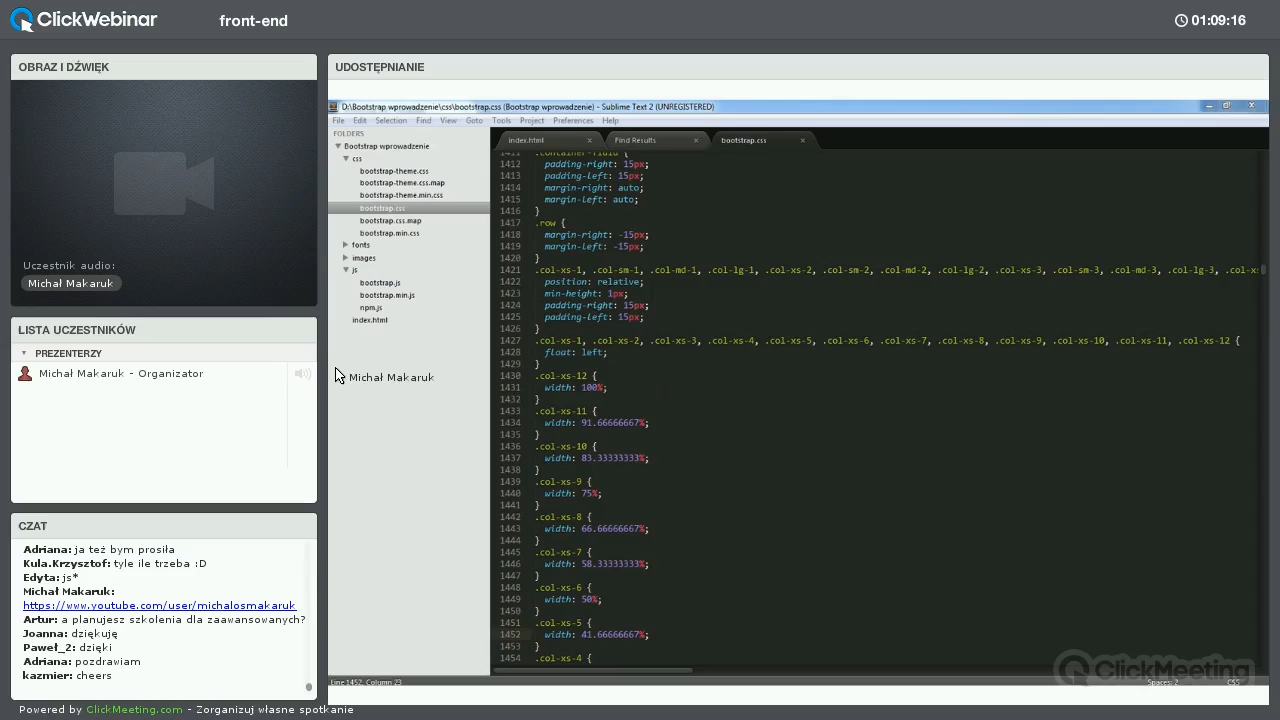 ClickWebinar
front-end
01:09:16
OBRAZ I DŹWIĘK
Uczestnik audio:
Michał Makaruk
LISTA UCZESTNIKÓW
PREZENTERZY
Michał Makaruk - Organizator
CZAT
Adriana: ja też bym prosiła
Kula.Krzysztof: tyle ile trzeba :D
Edyta: js*
Michał Makaruk:
https://www.youtube.com/user/michalosmakaruk
Artur: a planujesz szkolenia dla zaawansowanych?
Joanna: dziękuję
Paweł_Z: dzięki
Adriana: pozdrawiam
kazmier: cheers
Powered by ClickMeeting.com - Zorganizuj własne spotkanie
UDOSTĘPNIANIE
D:\Bootstrap wprowadzenie\css\bootstrap.css (Bootstrap wprowadzenie) - Sublime Text 2 (UNREGISTERED)
File Edit Selection Find View Goto Tools Project Preferences Help
FOLDERS
Bootstrap wprowadzenie
css
bootstrap-theme.css
bootstrap-theme.css.map
bootstrap-theme.min.css
bootstrap.css
bootstrap.css.map
bootstrap.min.css
fonts
images
js
bootstrap.js
bootstrap.min.js
npm.js
index.html
Michał Makaruk
index.html Find Results bootstrap.css
1411 .container-fluid {
1412 padding-right: 15px;
1413 padding-left: 15px;
1414 margin-right: auto;
1415 margin-left: auto;
1416 }
1417 .row {
1418 margin-right: -15px;
1419 margin-left: -15px;
1420 }
1421 .col-xs-1, .col-sm-1, .col-md-1, .col-lg-1, .col-xs-2, .col-sm-2, .col-md-2, .col-lg-2, .col-xs-3, .col-sm-3, .col-md-3, .col-lg-3, .col-xs
1422 position: relative;
1423 min-height: 1px;
1424 padding-right: 15px;
1425 padding-left: 15px;
1426 }
1427 .col-xs-1, .col-xs-2, .col-xs-3, .col-xs-4, .col-xs-5, .col-xs-6, .col-xs-7, .col-xs-8, .col-xs-9, .col-xs-10, .col-xs-11, .col-xs-12 {
1428 float: left;
1429 }
1430 .col-xs-12 {
1431 width: 100%;
1432 }
1433 .col-xs-11 {
1434 width: 91.66666667%;
1435 }
1436 .col-xs-10 {
1437 width: 83.33333333%;
1438 }
1439 .col-xs-9 {
1440 width: 75%;
1441 }
1442 .col-xs-8 {
1443 width: 66.66666667%;
1444 }
1445 .col-xs-7 {
1446 width: 58.33333333%;
1447 }
1448 .col-xs-6 {
1449 width: 50%;
1450 }
1451 .col-xs-5 {
1452 width: 41.66666667%;
1453 }
1454 .col-xs-4 {
Line 1452, Column 23
Spaces: 2
CSS
ClickMeeting